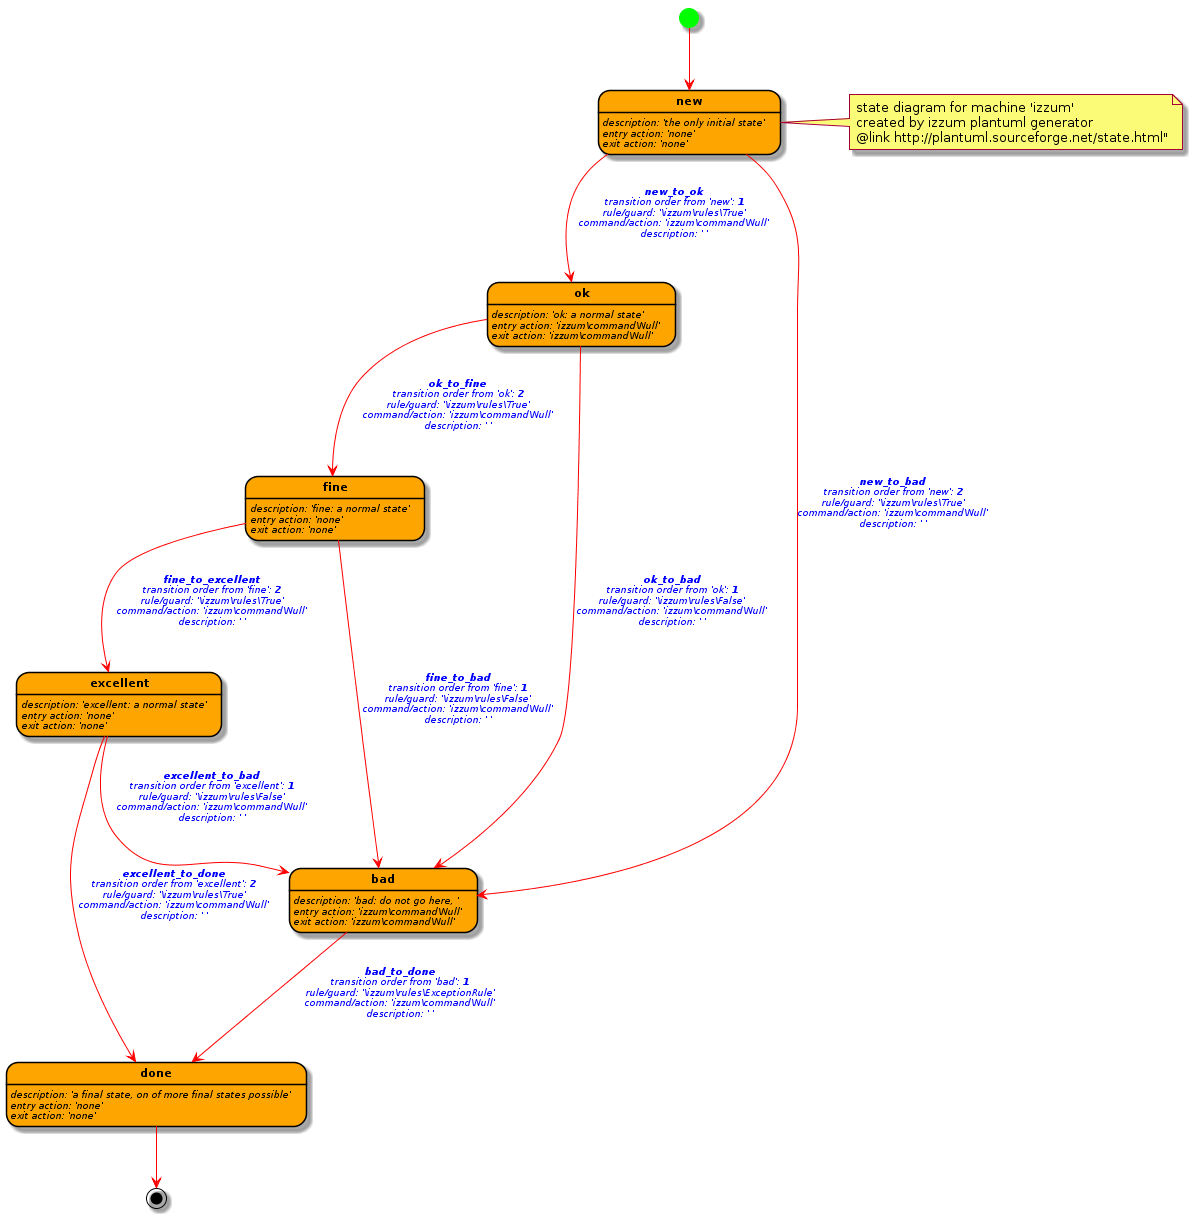 new
description: 'the only initial state'
entry action: 'none'
exit action: 'none'
state diagram for machine 'izzum'
created by izzum plantuml generator
@link http://plantuml.sourceforge.net/state.html"
new_to_ok
transition order from 'new': 1
rule/guard: '\izzum\rules\True'
command/action: 'izzum\command\Null'
description: ' '
ok
description: 'ok: a normal state'
entry action: 'izzum\command\Null'
exit action: 'izzum\command\Null'
ok_to_fine
transition order from 'ok': 2
rule/guard: '\izzum\rules\True'
command/action: 'izzum\command\Null'
description: ' '
fine
description: 'fine: a normal state'
entry action: 'none'
exit action: 'none'
new_to_bad
transition order from 'new': 2
rule/guard: '\izzum\rules\True'
command/action: 'izzum\command\Null'
description: ' '
fine_to_excellent
transition order from 'fine': 2
rule/guard: '\izzum\rules\True'
command/action: 'izzum\command\Null'
description: ' '
ok_to_bad
transition order from 'ok': 1
rule/guard: '\izzum\rules\False'
command/action: 'izzum\command\Null'
description: ' '
excellent
description: 'excellent: a normal state'
entry action: 'none'
exit action: 'none'
fine_to_bad
transition order from 'fine': 1
rule/guard: '\izzum\rules\False'
command/action: 'izzum\command\Null'
description: ' '
excellent_to_bad
transition order from 'excellent': 1
rule/guard: '\izzum\rules\False'
command/action: 'izzum\command\Null'
description: ' '
excellent_to_done
transition order from 'excellent': 2
rule/guard: '\izzum\rules\True'
command/action: 'izzum\command\Null'
description: ' '
bad
description: 'bad: do not go here, '
entry action: 'izzum\command\Null'
exit action: 'izzum\command\Null'
bad_to_done
transition order from 'bad': 1
rule/guard: '\izzum\rules\ExceptionRule'
command/action: 'izzum\command\Null'
description: ' '
done
description: 'a final state, on of more final states possible'
entry action: 'none'
exit action: 'none'